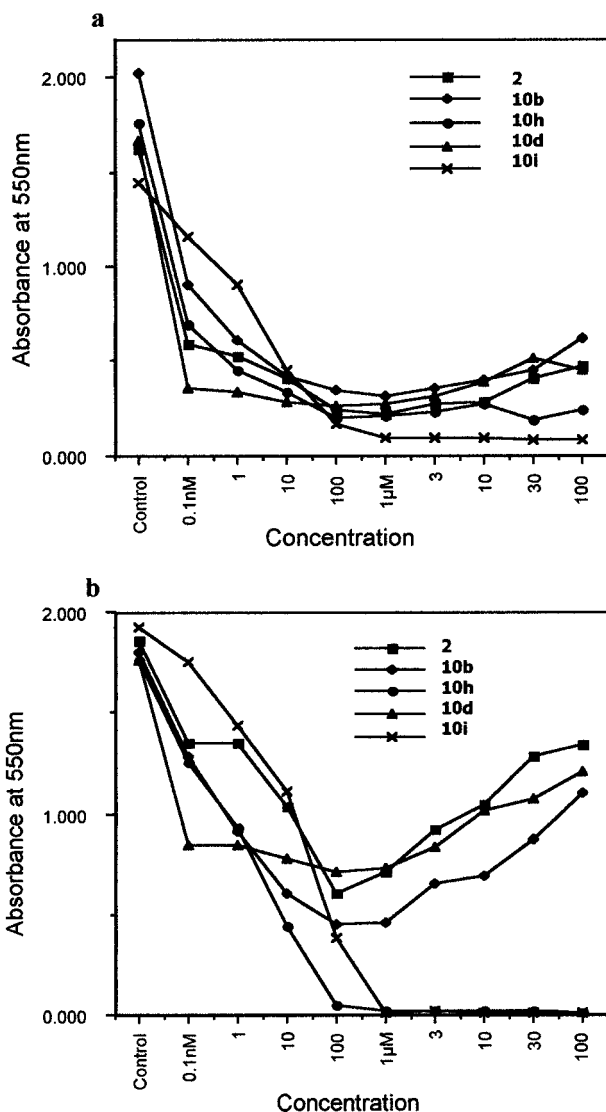 a
2.000
1.000
0.000
Absorbance at 550nm
2
10b
10h
10d
10i
Control
0.1nM
1
10
100
1µM
3
10
30
100
Concentration
b
2.000
1.000
0.000
Absorbance at 550nm
2
10b
10h
10d
10i
Control
0.1nM
1
10
100
1µM
3
10
30
100
Concentration